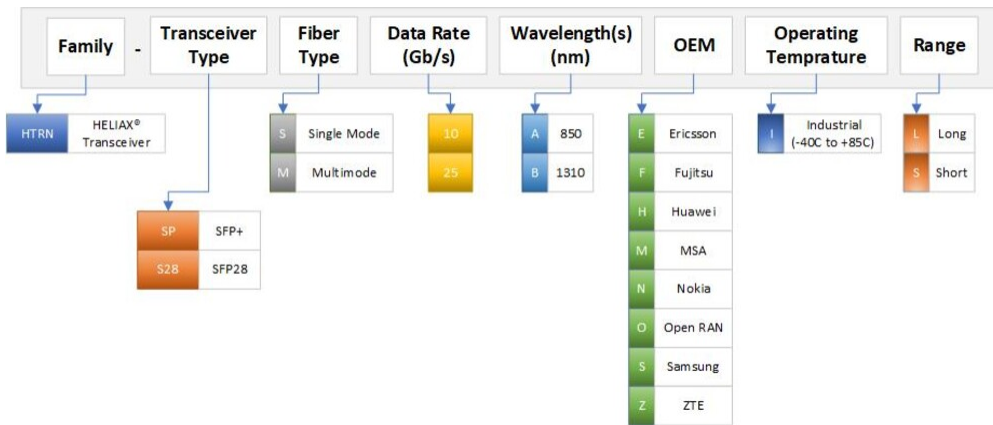 Family
-
Transceiver
Type
Fiber
Type
Data Rate
(Gb/s)
Wavelength(s)
(nm)
OEM
Operating
Temprature
Range
HTRN
HELIAX®
Transceiver
SP
SFP+
S28
SFP28
S
Single Mode
M
Multimode
10
25
A
850
B
1310
E
Ericsson
F
Fujitsu
H
Huawei
M
MSA
N
Nokia
O
Open RAN
S
Samsung
Z
ZTE
I
Industrial
(-40C to +85C)
L
Long
S
Short